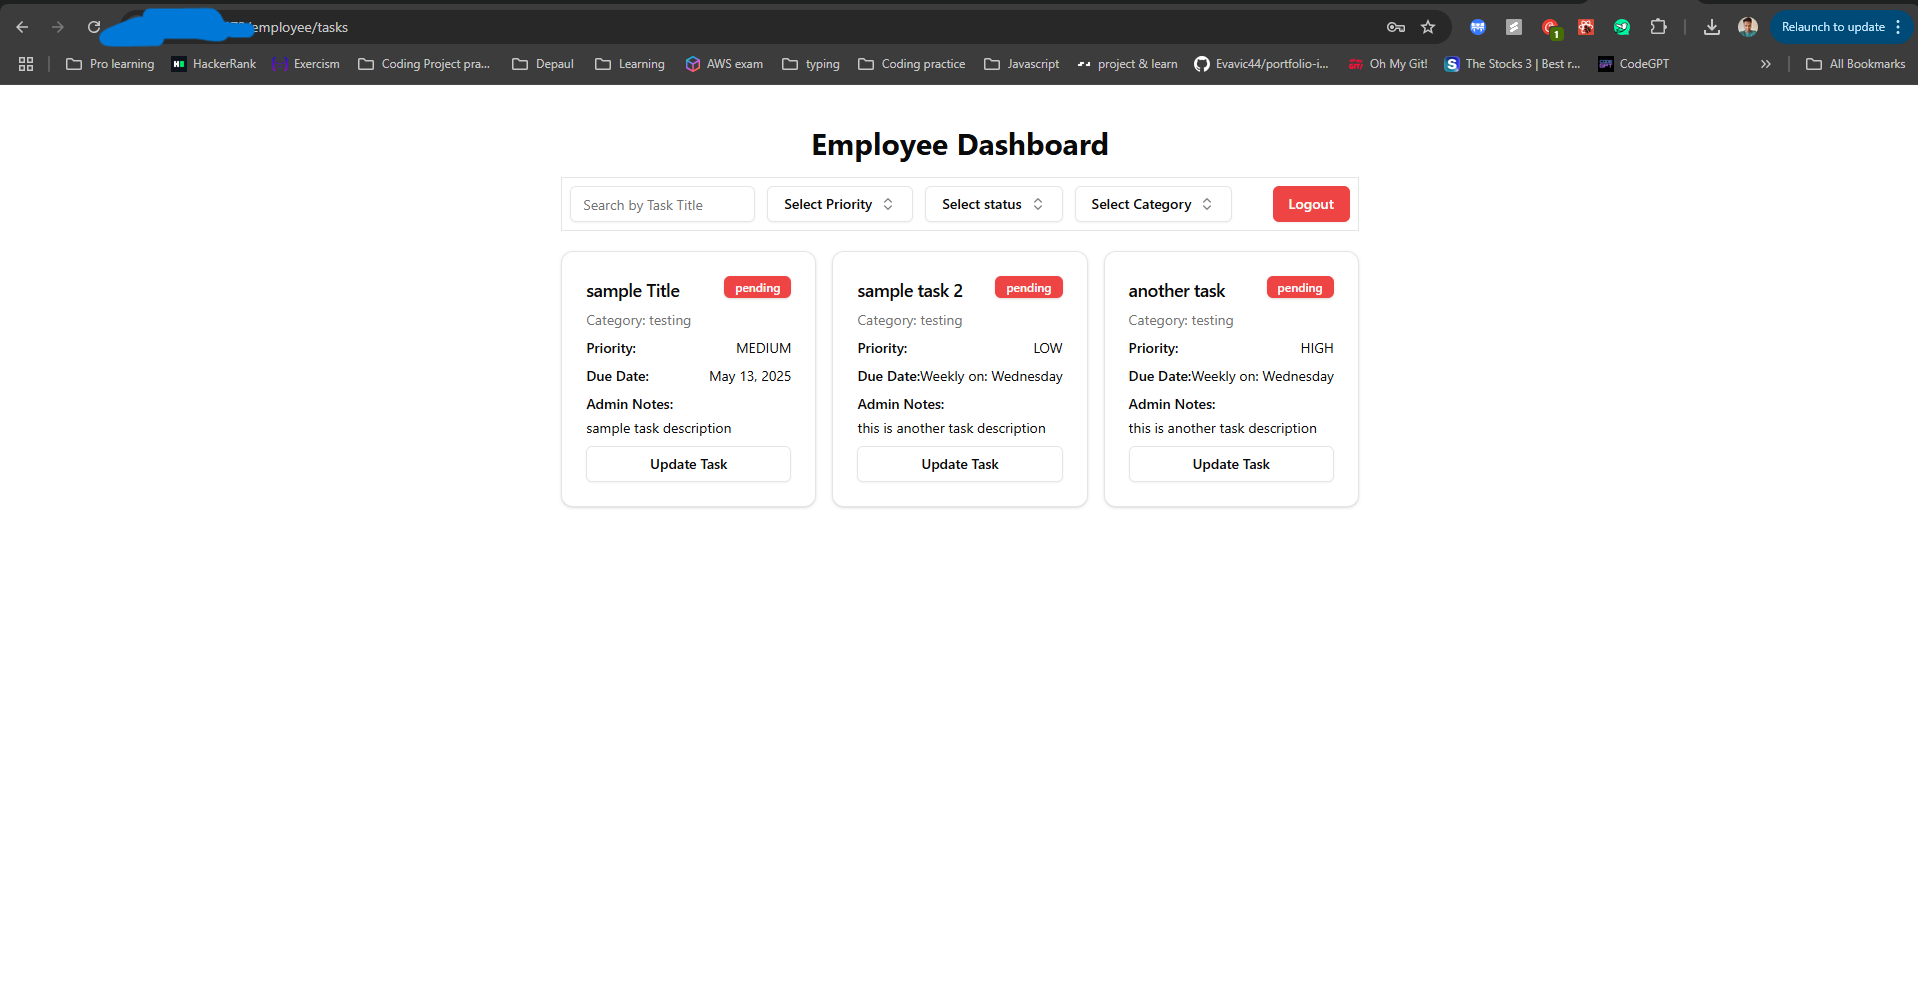 employee/tasks
1
Relaunch to update
Pro learning
HackerRank
Exercism
Coding Project pra...
Depaul
Learning
AWS exam
typing
Coding practice
Javascript
project & learn
Evavic44/portfolio-i...
Oh My Git!
The Stocks 3 | Best r...
CodeGPT
All Bookmarks
Employee Dashboard
Search by Task Title
Select Priority
Select status
Select Category
Logout
sample Title
pending
Category: testing
Priority: MEDIUM
Due Date: May 13, 2025
Admin Notes:
sample task description
Update Task
sample task 2
pending
Category: testing
Priority: LOW
Due Date:Weekly on: Wednesday
Admin Notes:
this is another task description
Update Task
another task
pending
Category: testing
Priority: HIGH
Due Date:Weekly on: Wednesday
Admin Notes:
this is another task description
Update Task